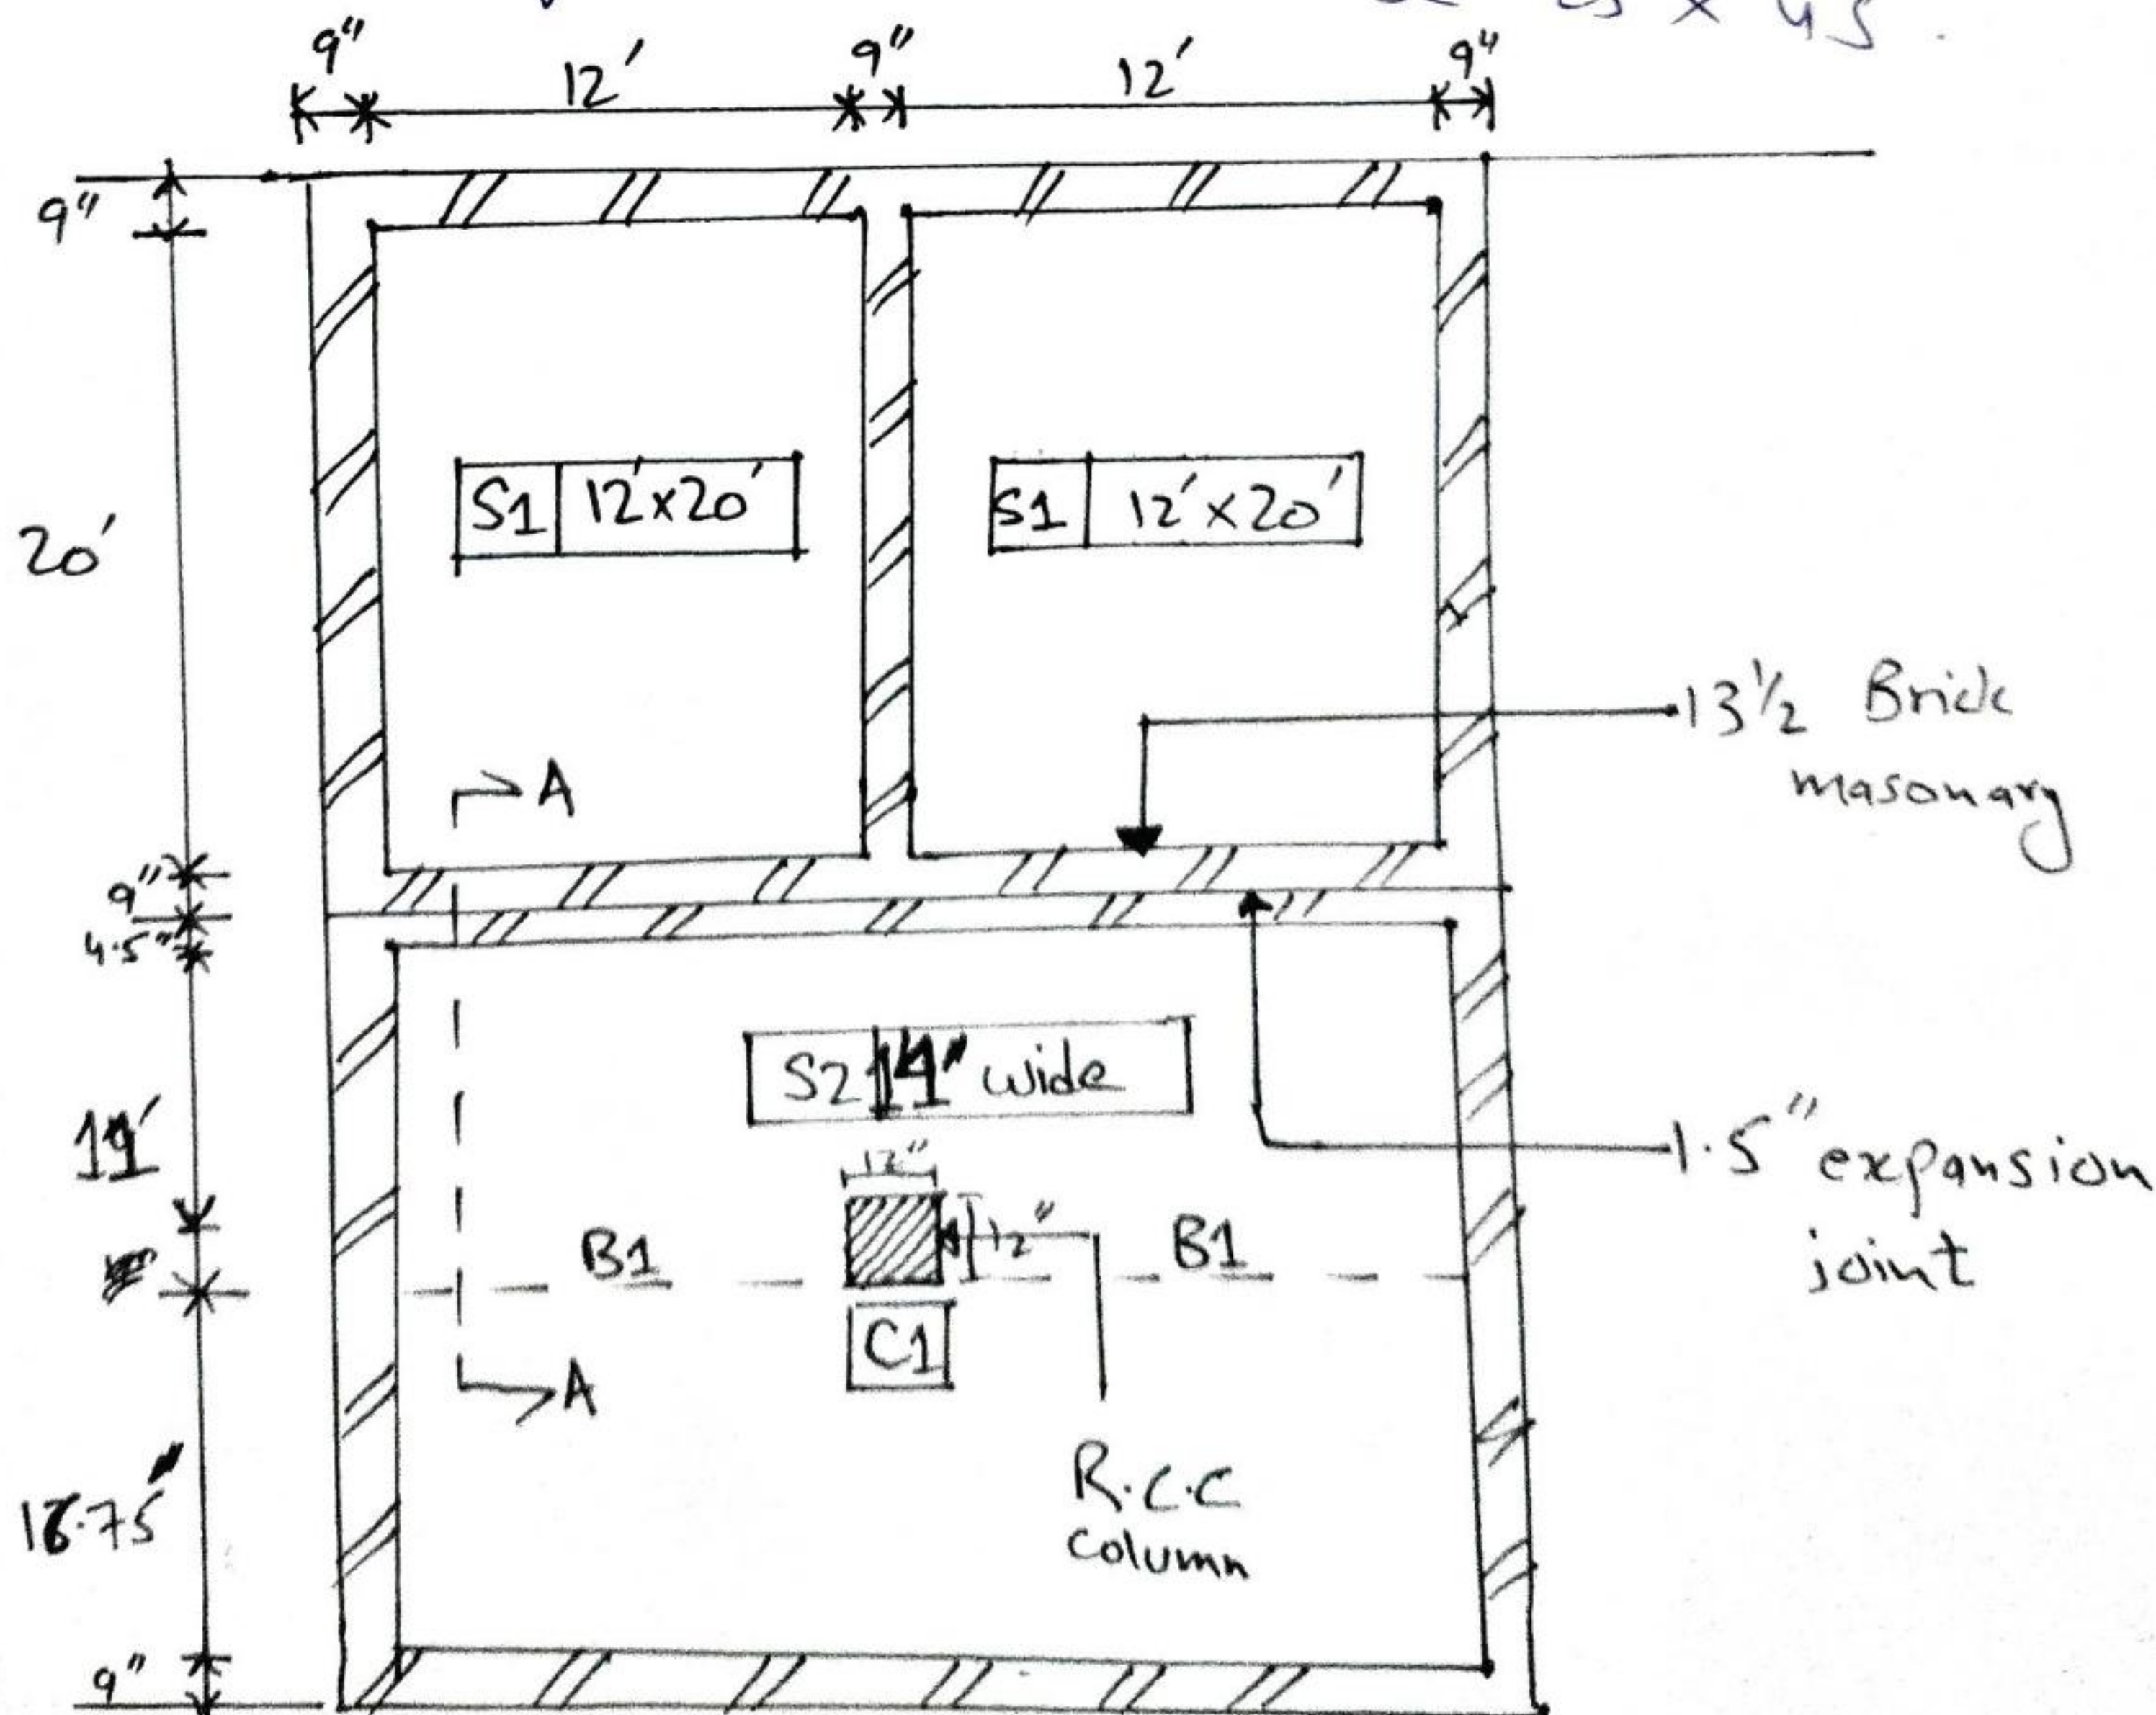 x 45
9" 12' 9" 12' 9"
9"
20'
S1 12'x20'
S1 12'x20'
13½ Brick
masonary
A
9"
4.5"
S2 wide
12"
12"
1.5" expansion
joint
B1
B1
C1
A
R.C.C
column
9"